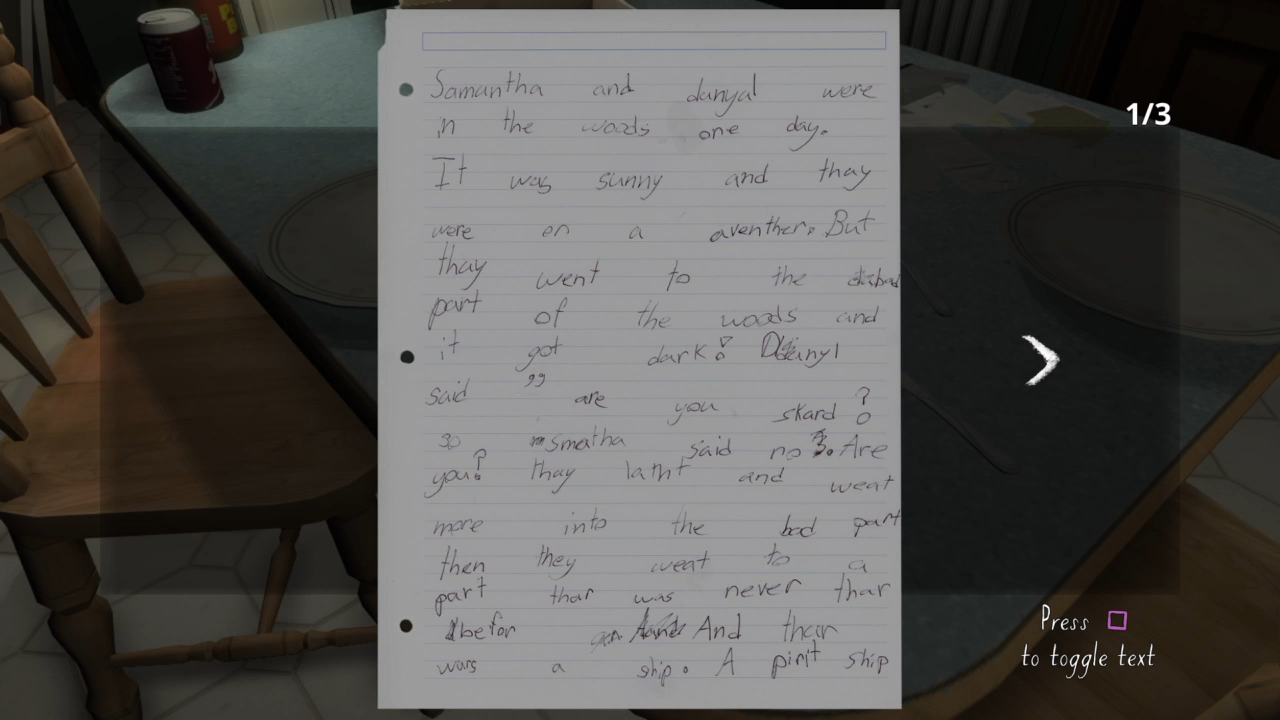 Samantha and danyal were
in the woods one day.
It was sunny and thay
were on a aventher. But
thay went to the
part of the woods and
it got dark! Danyl
said " are you skard?
so smatha said no. Are
you? thay latht and weat
more into the bad part
then they weat to a
part thar was never thar
befor And thar
wars a ship. A pirit ship
1/3
Press □
to toggle text